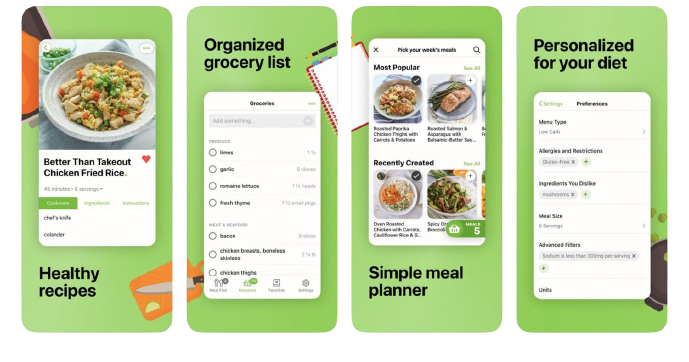 Better Than Takeout
Chicken Fried Rice.
45 minutes • 6 servings
Cookware
Ingredients
Instructions
chef's knife
colander
Healthy
recipes
Organized
grocery list
Groceries
Add something...
PRODUCE
limes
1 ½
garlic
9 cloves
romaine lettuce
1 ½ heads
fresh thyme
1 ½ small pkgs
MEAT & SEAFOOD
bacon
9 slices
chicken breasts, boneless
skinless
2 ¼ lb
chicken thighs
Meal Plan
Groceries
Favorites
Settings
X
Pick your week's meals
Most Popular
See All
Roasted Paprika
Chicken Thighs with
Carrots & Potatoes
Roasted Salmon &
Asparagus with
Balsamic-Butter Sau...
Recently Created
See All
Oven Roasted
Chicken with Carrots,
Cauliflower Rice & G...
Spicy
Broccoli
MEALS
5
Simple meal
planner
Personalized
for your diet
Settings
Preferences
Menu Type
Low Carb
Allergies and Restrictions
Gluten-free X +
Ingredients You Dislike
mushrooms X +
Meal Size
6 Servings
Advanced Filters
Sodium is less than 300mg per serving X
+
Units